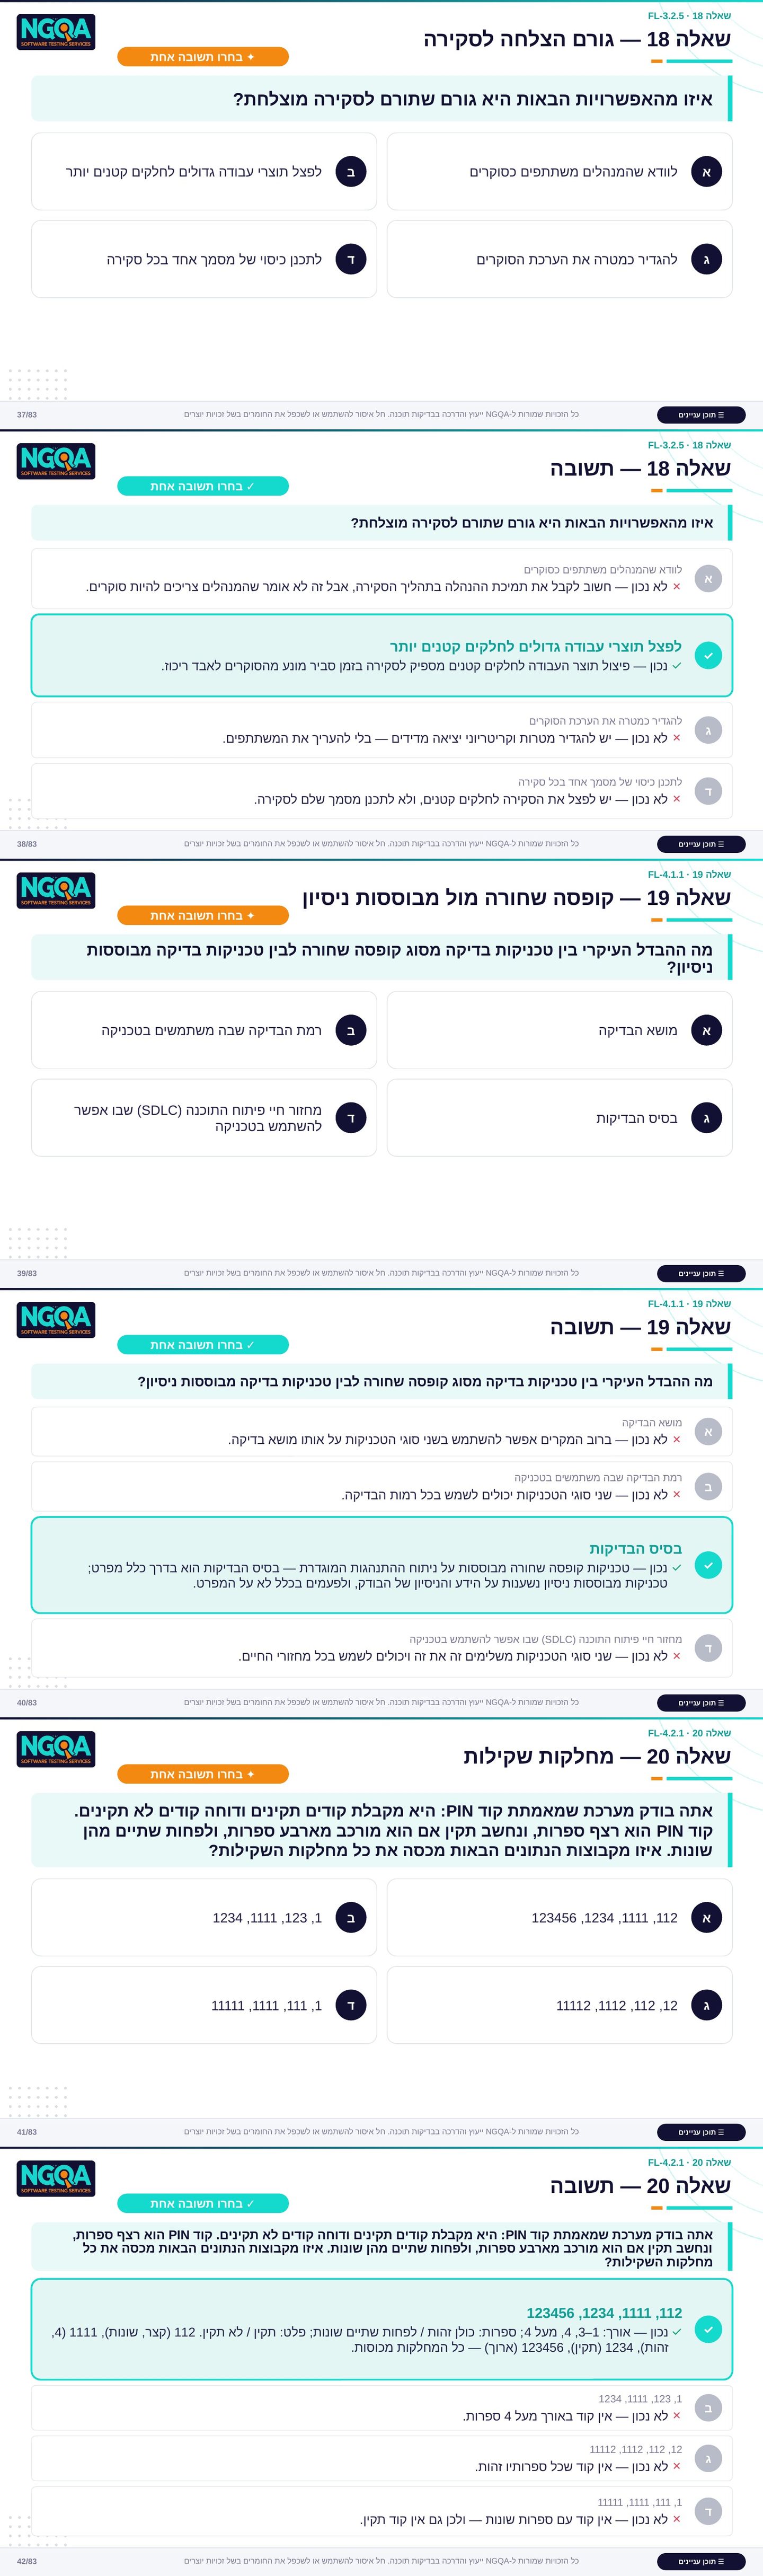 שאלה 18 · FL-3.2.5
שאלה 18 — גורם הצלחה לסקירה
NGQA
SOFTWARE TESTING SERVICES
✦ בחרו תשובה אחת
איזו מהאפשרויות הבאות היא גורם שתורם לסקירה מוצלחת?
א
לוודא שהמנהלים משתתפים כסוקרים
ב
לפצל תוצרי עבודה גדולים לחלקים קטנים יותר
ג
להגדיר כמטרה את הערכת הסוקרים
ד
לתכנן כיסוי של מסמך אחד בכל סקירה
☰ תוכן עניינים
כל הזכויות שמורות ל-NGQA ייעוץ והדרכה בבדיקות תוכנה. חל איסור להשתמש או לשכפל את החומרים בשל זכויות יוצרים
37/83
שאלה 18 · FL-3.2.5
שאלה 18 — תשובה
NGQA
SOFTWARE TESTING SERVICES
✓ בחרו תשובה אחת
איזו מהאפשרויות הבאות היא גורם שתורם לסקירה מוצלחת?
א
לוודא שהמנהלים משתתפים כסוקרים
✕ לא נכון — חשוב לקבל את תמיכת ההנהלה בתהליך הסקירה, אבל זה לא אומר שהמנהלים צריכים להיות סוקרים.
✓
לפצל תוצרי עבודה גדולים לחלקים קטנים יותר
✓ נכון — פיצול תוצר העבודה לחלקים קטנים מספיק לסקירה בזמן סביר מונע מהסוקרים לאבד ריכוז.
ג
להגדיר כמטרה את הערכת הסוקרים
✕ לא נכון — יש להגדיר מטרות וקריטריוני יציאה מדידים — בלי להעריך את המשתתפים.
ד
לתכנן כיסוי של מסמך אחד בכל סקירה
✕ לא נכון — יש לפצל את הסקירה לחלקים קטנים, ולא לתכנן מסמך שלם לסקירה.
☰ תוכן עניינים
כל הזכויות שמורות ל-NGQA ייעוץ והדרכה בבדיקות תוכנה. חל איסור להשתמש או לשכפל את החומרים בשל זכויות יוצרים
38/83
שאלה 19 · FL-4.1.1
שאלה 19 — קופסה שחורה מול מבוססות ניסיון
NGQA
SOFTWARE TESTING SERVICES
✦ בחרו תשובה אחת
מה ההבדל העיקרי בין טכניקות בדיקה מסוג קופסה שחורה לבין טכניקות בדיקה מבוססות
ניסיון?
א
מושא הבדיקה
ב
רמת הבדיקה שבה משתמשים בטכניקה
ג
בסיס הבדיקות
ד
מחזור חיי פיתוח התוכנה (SDLC) שבו אפשר
להשתמש בטכניקה
☰ תוכן עניינים
כל הזכויות שמורות ל-NGQA ייעוץ והדרכה בבדיקות תוכנה. חל איסור להשתמש או לשכפל את החומרים בשל זכויות יוצרים
39/83
שאלה 19 · FL-4.1.1
שאלה 19 — תשובה
NGQA
SOFTWARE TESTING SERVICES
✓ בחרו תשובה אחת
מה ההבדל העיקרי בין טכניקות בדיקה מסוג קופסה שחורה לבין טכניקות בדיקה מבוססות ניסיון?
א
מושא הבדיקה
✕ לא נכון — ברוב המקרים אפשר להשתמש בשני סוגי הטכניקות על אותו מושא בדיקה.
ב
רמת הבדיקה שבה משתמשים בטכניקה
✕ לא נכון — שני סוגי הטכניקות יכולים לשמש בכל רמות הבדיקה.
✓
בסיס הבדיקות
✓ נכון — טכניקות קופסה שחורה מבוססות על ניתוח ההתנהגות המוגדרת — בסיס הבדיקות הוא בדרך כלל מפרט;
טכניקות מבוססות ניסיון נשענות על הידע והניסיון של הבודק, ולפעמים בכלל לא על המפרט.
ד
מחזור חיי פיתוח התוכנה (SDLC) שבו אפשר להשתמש בטכניקה
✕ לא נכון — שני סוגי הטכניקות משלימים זה את זה ויכולים לשמש בכל מחזורי החיים.
☰ תוכן עניינים
כל הזכויות שמורות ל-NGQA ייעוץ והדרכה בבדיקות תוכנה. חל איסור להשתמש או לשכפל את החומרים בשל זכויות יוצרים
40/83
שאלה 20 · FL-4.2.1
שאלה 20 — מחלקות שקילות
NGQA
SOFTWARE TESTING SERVICES
✦ בחרו תשובה אחת
אתה בודק מערכת שמאמתת קוד PIN: היא מקבלת קודים תקינים ודוחה קודים לא תקינים.
קוד PIN הוא רצף ספרות, ונחשב תקין אם הוא מורכב מארבע ספרות, ולפחות שתיים מהן
שונות. איזו מקבוצות הנתונים הבאות מכסה את כל מחלקות השקילות?
א
112, 1111, 1234, 123456
ב
1, 123, 1111, 1234
ג
12, 112, 1112, 11112
ד
1, 111, 1111, 11111
☰ תוכן עניינים
כל הזכויות שמורות ל-NGQA ייעוץ והדרכה בבדיקות תוכנה. חל איסור להשתמש או לשכפל את החומרים בשל זכויות יוצרים
41/83
שאלה 20 · FL-4.2.1
שאלה 20 — תשובה
NGQA
SOFTWARE TESTING SERVICES
✓ בחרו תשובה אחת
אתה בודק מערכת שמאמתת קוד PIN: היא מקבלת קודים תקינים ודוחה קודים לא תקינים. קוד PIN הוא רצף ספרות,
ונחשב תקין אם הוא מורכב מארבע ספרות, ולפחות שתיים מהן שונות. איזו מקבוצות הנתונים הבאות מכסה את כל
מחלקות השקילות?
✓
112, 1111, 1234, 123456
✓ נכון — אורך: 1–3, 4, מעל 4; ספרות: כולן זהות / לפחות שתיים שונות; פלט: תקין / לא תקין. 112 (קצר, שונות), 1111 (4,
זהות), 1234 (תקין), 123456 (ארוך) — כל המחלקות מכוסות.
ב
1, 123, 1111, 1234
✕ לא נכון — אין קוד באורך מעל 4 ספרות.
ג
12, 112, 1112, 11112
✕ לא נכון — אין קוד שכל ספרותיו זהות.
ד
1, 111, 1111, 11111
✕ לא נכון — אין קוד עם ספרות שונות — ולכן גם אין קוד תקין.
☰ תוכן עניינים
כל הזכויות שמורות ל-NGQA ייעוץ והדרכה בבדיקות תוכנה. חל איסור להשתמש או לשכפל את החומרים בשל זכויות יוצרים
42/83